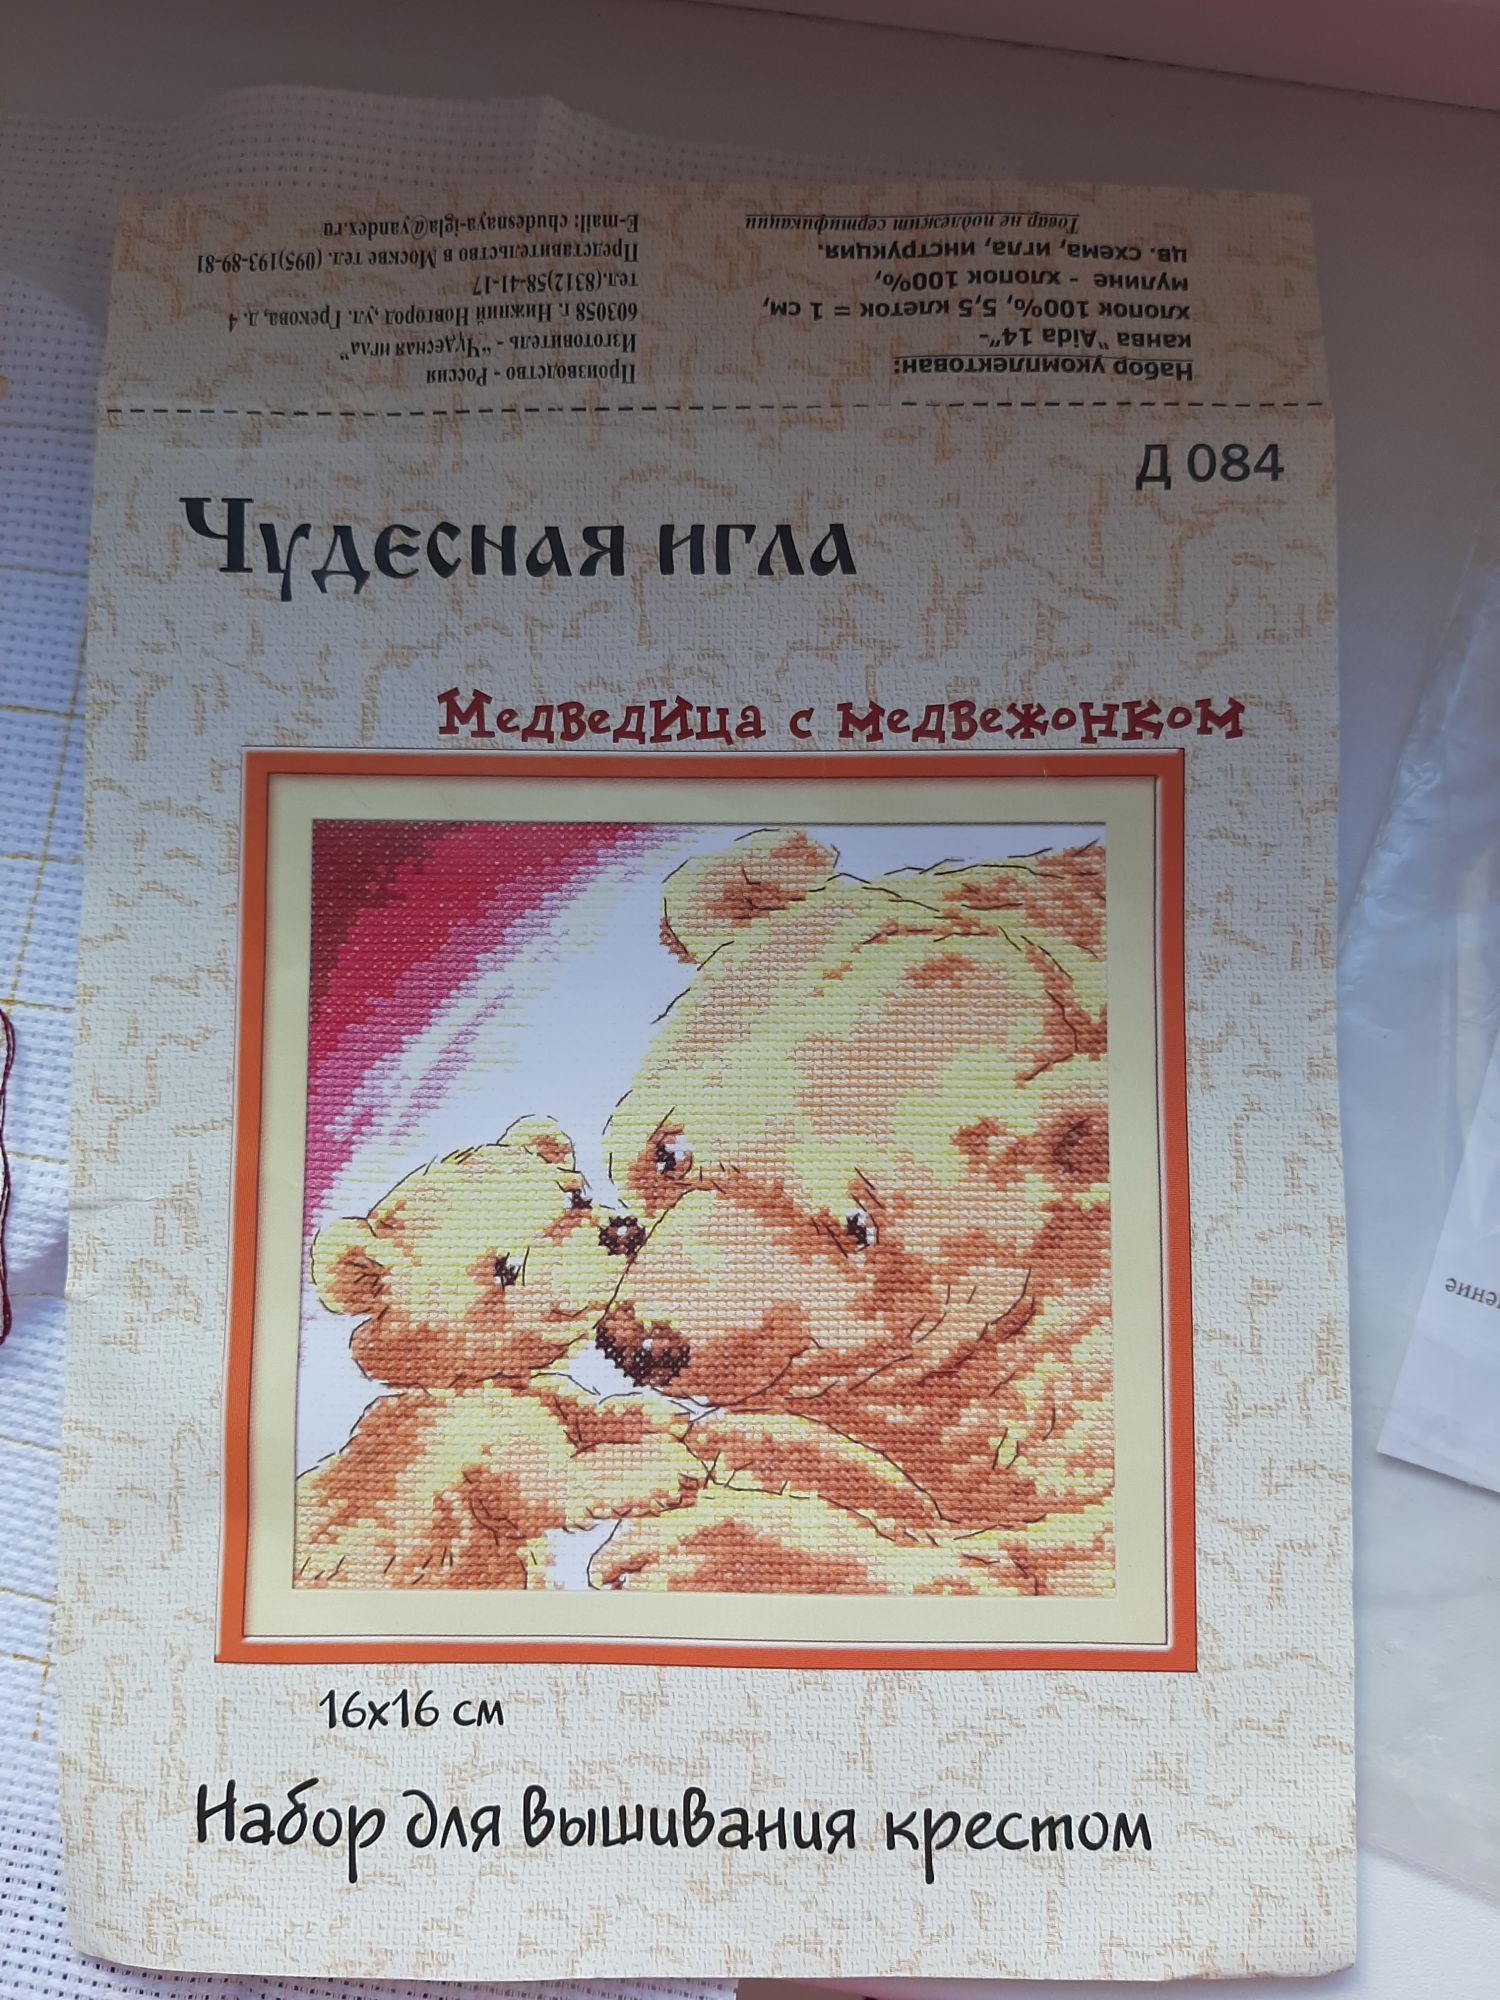 Набор укомплектован:
канва "Aida 14"-
хлопок 100%, 5,5 клеток = 1 см,
мулине - хлопок 100%,
цв. схема, игла, инструкция.
Товар не подлежит сертификации
Производство - Россия
Изготовитель - "Чудесная игла"
603058 г. Нижний Новгород ,ул. Грекова, д. 4
тел.(8312)58-41-17
Представительство в Москве тел. (095)193-89-81
E-mail: chudesnaya-igla@yandex.ru
Д 084
Чудесная игла
Медведица с медвежонком
16x16 см
Набор для вышивания крестом